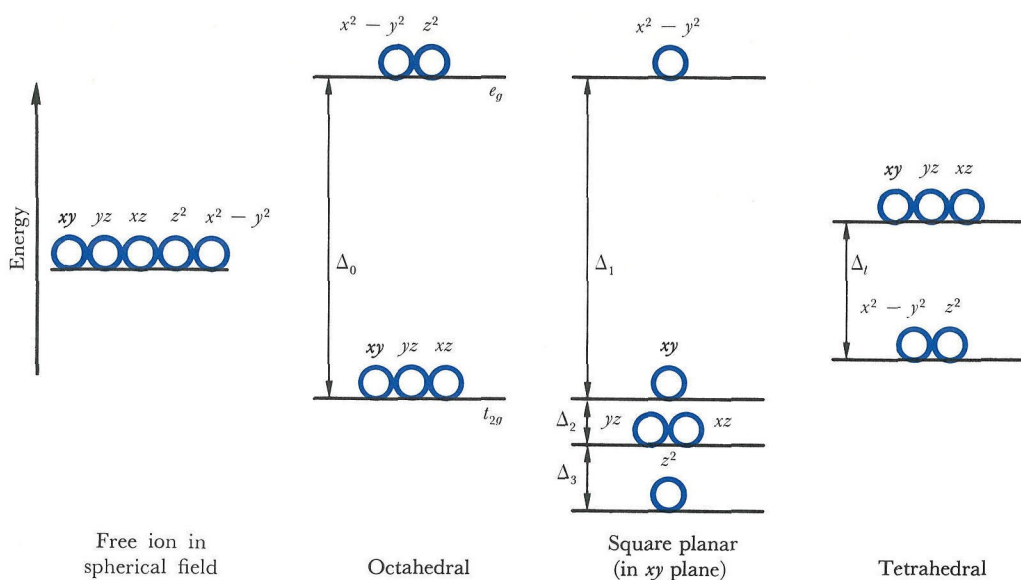 x² − y² z²
e_g
Δ₀
xy yz xz
t₂g
x² − y²
Δ₁
xy
Δ₂
yz xz
Δ₃
z²
Energy
xy yz xz z² x² − y²
xy yz xz
Δₜ
x² − y² z²
Free ion in
spherical field
Octahedral
Square planar
(in xy plane)
Tetrahedral